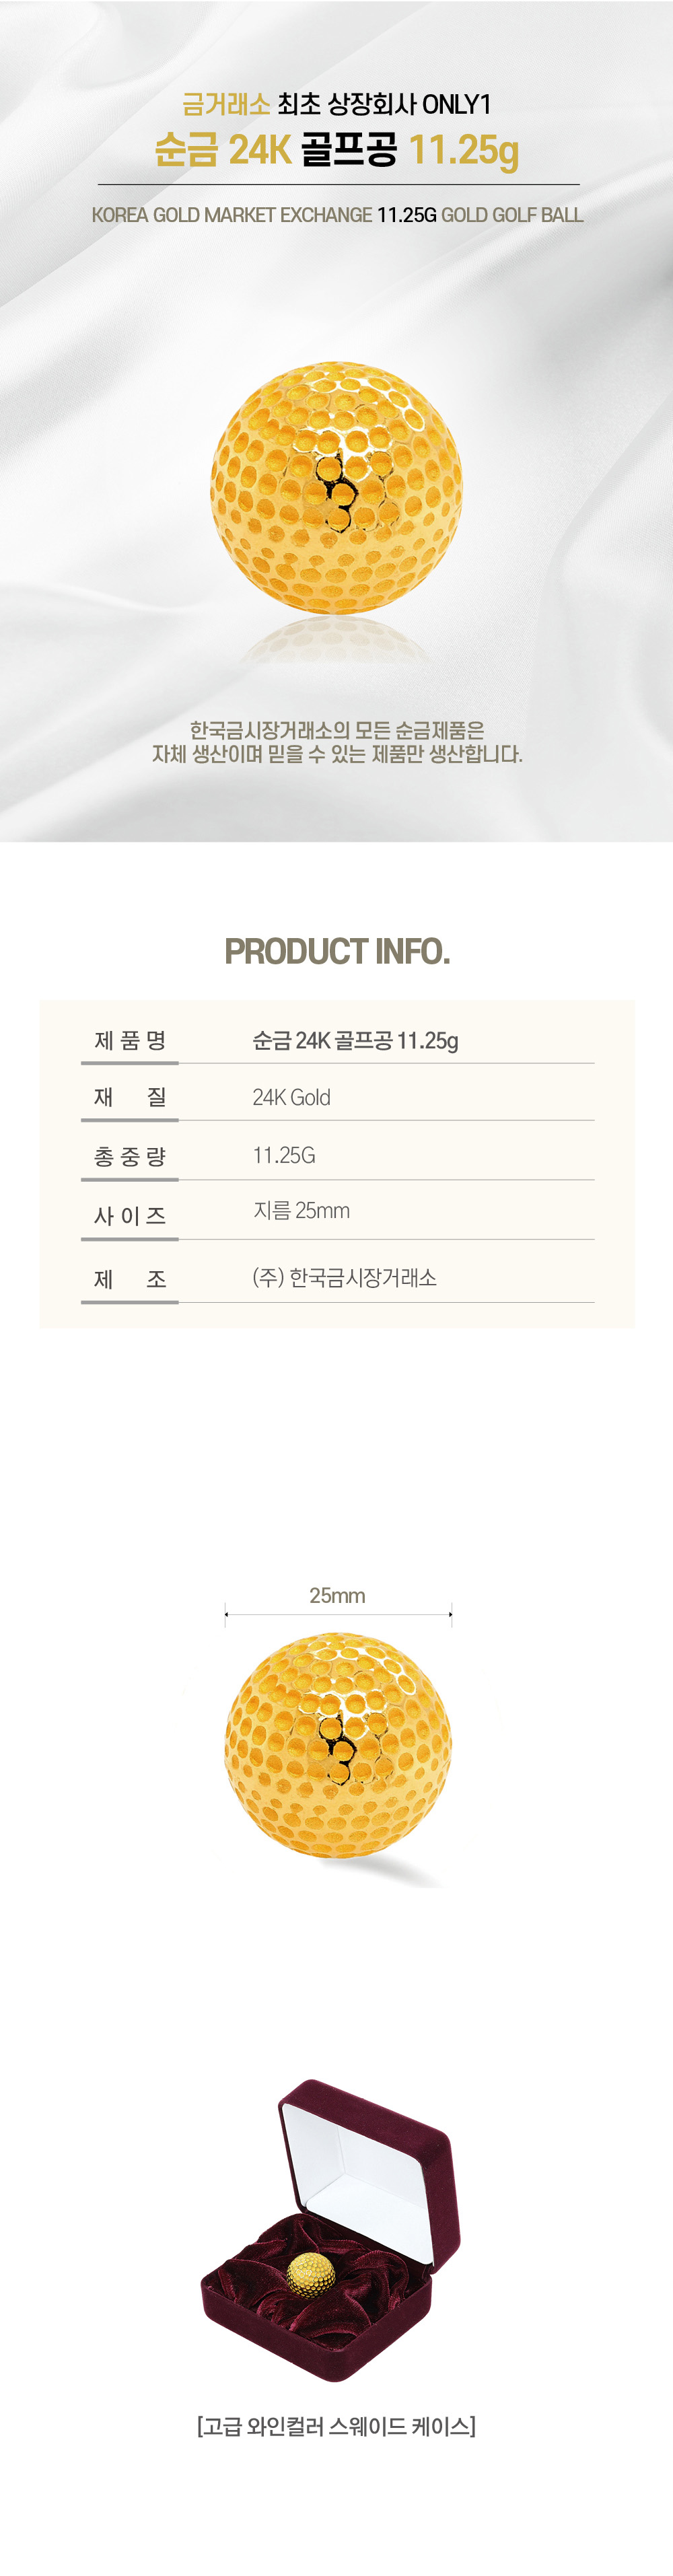 금거래소 최초 상장회사 ONLY1
순금 24K 골프공 11.25g
KOREA GOLD MARKET EXCHANGE 11.25G GOLD GOLF BALL
한국금시장거래소의 모든 순금제품은
자체 생산이며 믿을 수 있는 제품만 생산합니다.
PRODUCT INFO.
제 품 명 순금 24K 골프공 11.25g
재 질 24K Gold
총 중 량 11.25G
사 이 즈 지름 25mm
제 조 (주) 한국금시장거래소
25mm
[고급 와인컬러 스웨이드 케이스]